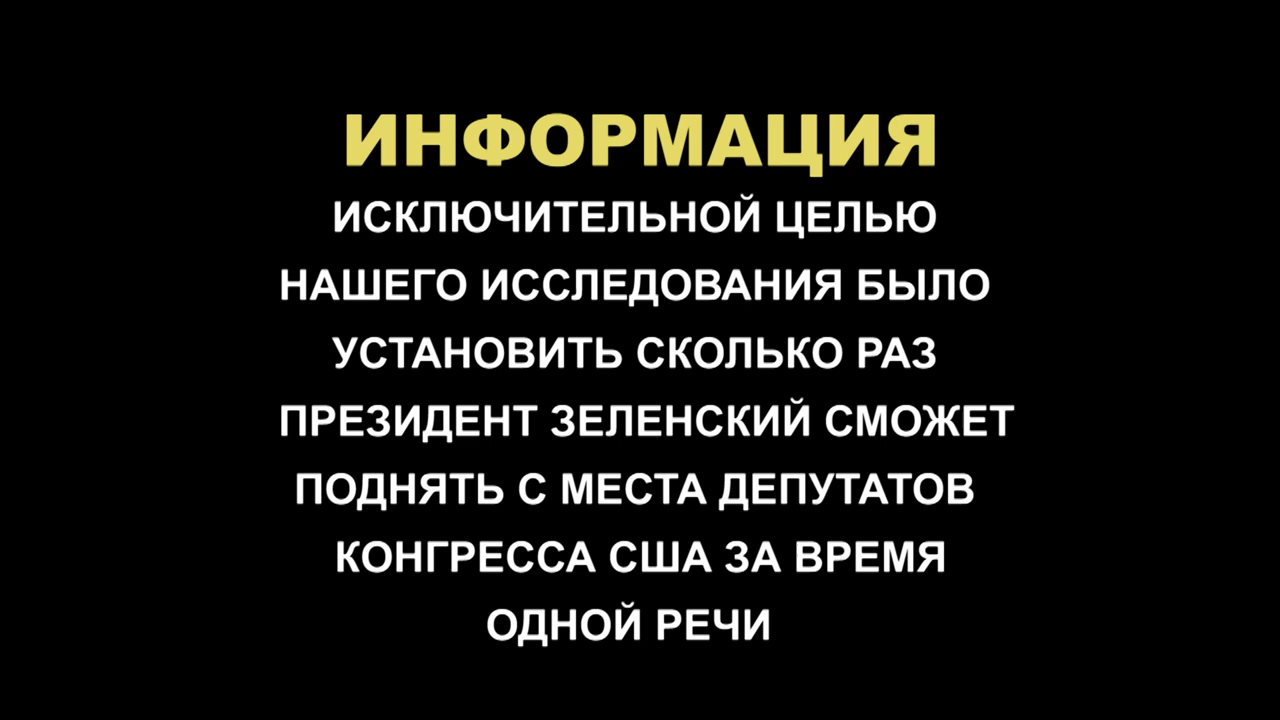 ИНФОРМАЦИЯ
ИСКЛЮЧИТЕЛЬНОЙ ЦЕЛЬЮ
НАШЕГО ИССЛЕДОВАНИЯ БЫЛО
УСТАНОВИТЬ СКОЛЬКО РАЗ
ПРЕЗИДЕНТ ЗЕЛЕНСКИЙ СМОЖЕТ
ПОДНЯТЬ С МЕСТА ДЕПУТАТОВ
КОНГРЕССА США ЗА ВРЕМЯ
ОДНОЙ РЕЧИ